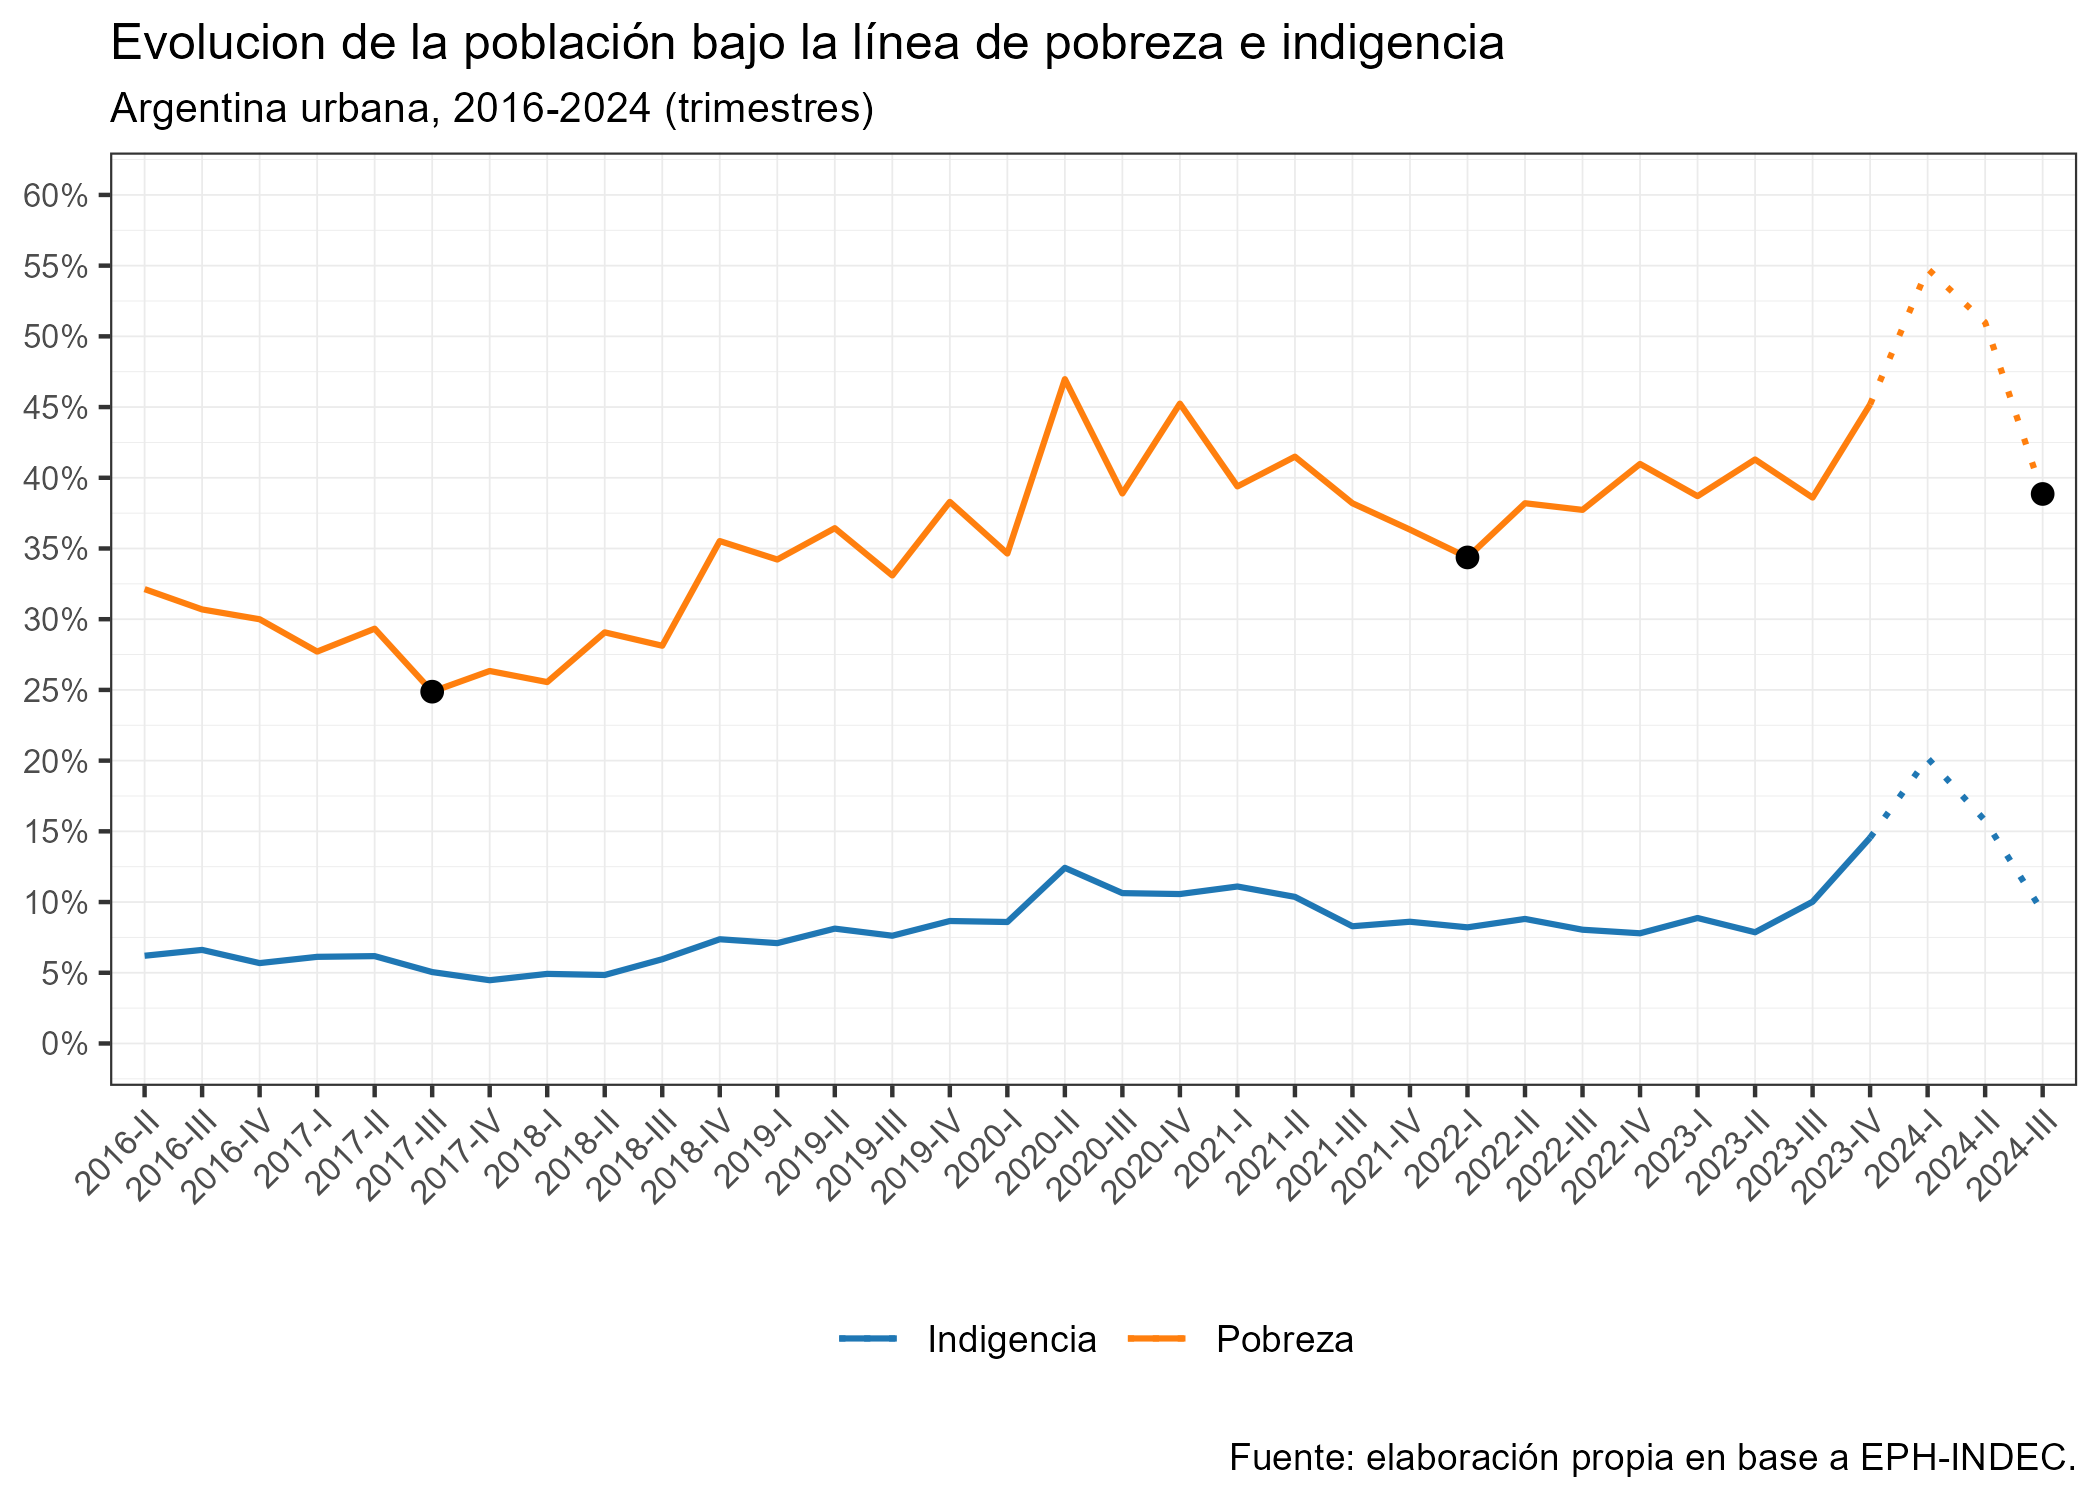 Evolucion de la población bajo la línea de pobreza e indigencia
Argentina urbana, 2016-2024 (trimestres)
60%
55%
50%
45%
40%
35%
30%
25%
20%
15%
10%
5%
0%
2016-II
2016-III
2016-IV
2017-I
2017-II
2017-III
2017-IV
2018-I
2018-II
2018-III
2018-IV
2019-I
2019-II
2019-III
2019-IV
2020-I
2020-II
2020-III
2020-IV
2021-I
2021-II
2021-III
2021-IV
2022-I
2022-II
2022-III
2022-IV
2023-I
2023-II
2023-III
2023-IV
2024-I
2024-II
2024-III
Indigencia
Pobreza
Fuente: elaboración propia en base a EPH-INDEC.